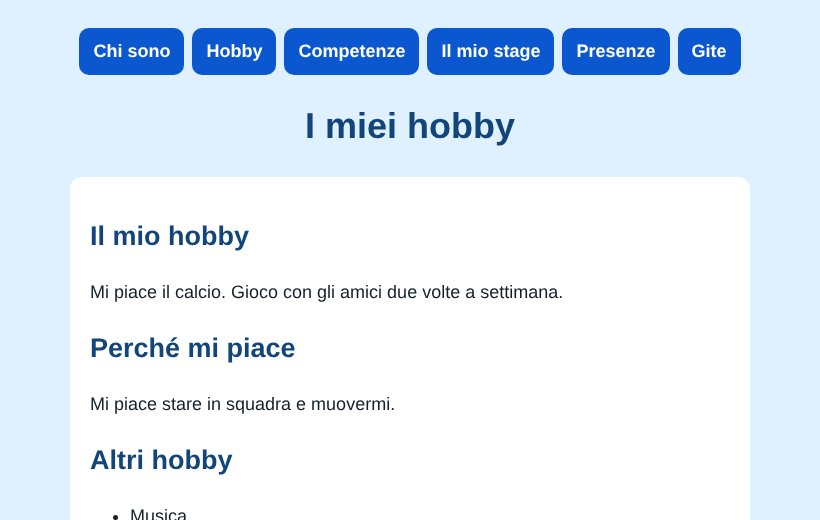 Chi sono Hobby Competenze Il mio stage Presenze Gite
I miei hobby
Il mio hobby
Mi piace il calcio. Gioco con gli amici due volte a settimana.
Perché mi piace
Mi piace stare in squadra e muovermi.
Altri hobby
• Musica